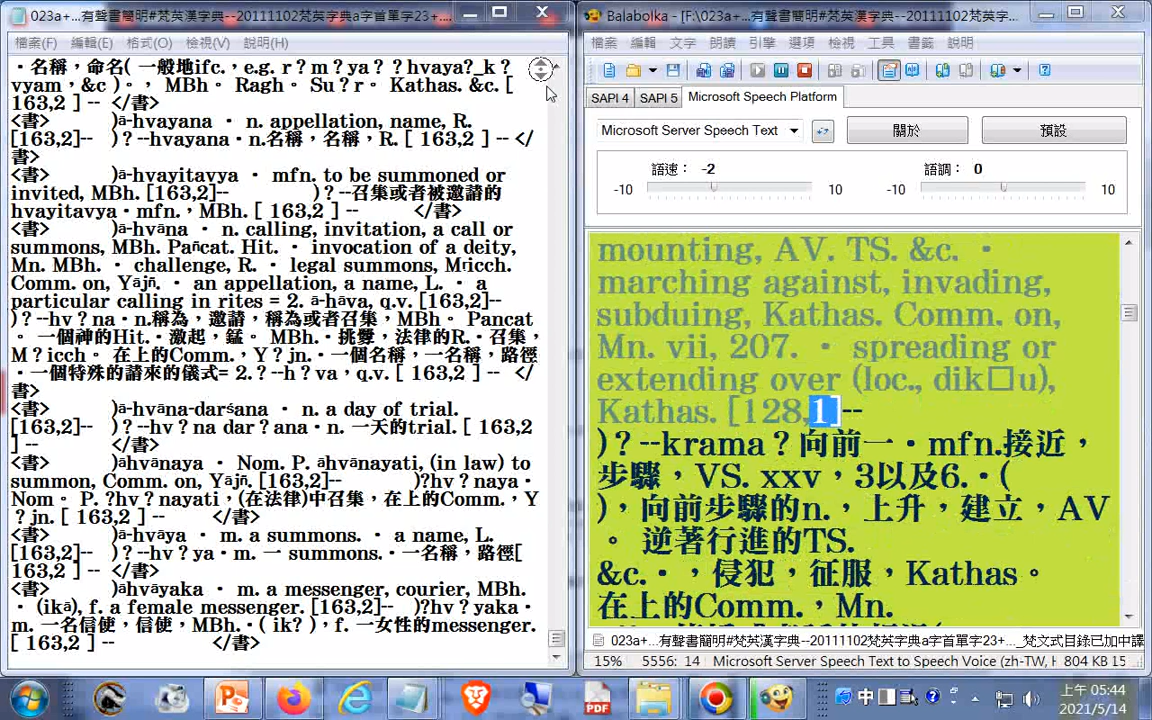 023a+...有聲書簡明#梵英漢字典--20111102梵英字典a字首單字23+...
檔案(F) 編輯(E) 格式(O) 檢視(V) 說明(H)
‧名稱，命名( 一般地ifc.，e.g. r？m？ya？？hvaya?_k？
vyam，&c )。， MBh。Ragh。Su？r。Kathas. &c. [
163,2] -- </書>
<書> )ā-hvayana ‧ n. appellation, name, R.
[163,2]-- )？--hvayana‧n.名稱，名稱，R. [ 163,2 ] -- </
書>
<書> )ā-hvayitavya ‧ mfn. to be summoned or
invited, MBh. [163,2]-- )？--召集或者被邀請的
hvayitavya‧mfn.，MBh. [ 163,2 ] -- </書>
<書> )ā-hvāna ‧ n. calling, invitation, a call or
summons, MBh. Pañcat. Hit. ‧ invocation of a deity,
Mn. MBh. ‧ challenge, R. ‧ legal summons, Mṛicch.
Comm. on, Yājñ. ‧ an appellation, a name, L. ‧ a
particular calling in rites = 2. ā-hāva, q.v. [163,2]--
)？--hv？na‧n.稱為，邀請，稱為或者召集，MBh。Pancat
。一個神的Hit.‧激起，錳。 MBh.‧挑釁，法律的R.‧召集，
M？icch。 在上的Comm.，Y？jn.‧一個名稱，一名稱，路徑
‧一個特殊的請來的儀式= 2.？--h？va，q.v. [ 163,2 ] -- </
書>
<書> )ā-hvāna-darśana ‧ n. a day of trial.
[163,2]-- )？--hv？na dar？ana‧n. 一天的trial. [ 163,2
] -- </書>
<書> )āhvānaya ‧ Nom. P. āhvānayati, (in law) to
summon, Comm. on, Yājñ. [163,2]-- )?hv？naya‧
Nom。P. ?hv？nayati，(在法律)中召集，在上的Comm.，Y
？jn. [ 163,2 ] -- </書>
<書> )ā-hvāya ‧ m. a summons. ‧ a name, L.
[163,2]-- )？--hv？ya‧m. 一 summons.‧一名稱，路徑[
163,2 ] -- </書>
<書> )āhvāyaka ‧ m. a messenger, courier, MBh.
‧ (ikā), f. a female messenger. [163,2]-- )?hv？yaka‧
m. 一名信使，信使，MBh.‧( ik？)，f. 一女性的messenger.
[ 163,2 ] -- </書>
Balabolka - [F:\023a+...有聲書簡明#梵英漢字典--20111102梵英字...
檔案 編輯 文字 朗讀 引擎 選項 檢視 工具 書籤 說明
SAPI 4 SAPI 5 Microsoft Speech Platform
Microsoft Server Speech Text 關於 預設
語速： -2 語調： 0
-10 10 -10 10
mounting, AV. TS. &c. ‧
marching against, invading,
subduing, Kathas. Comm. on,
Mn. vii, 207. ‧ spreading or
extending over (loc., dik□u),
Kathas. [128,1]--
)？--krama？向前一‧mfn.接近，
步驟，VS. xxv，3以及6.‧(
)，向前步驟的n.，上升，建立，AV
。 逆著行進的TS.
&c.‧，侵犯，征服，Kathas。
在上的Comm.，Mn.
023a+...有聲書簡明#梵英漢字典--20111102梵英字典a字首單字23+..._梵文式目錄已加中譯
15% 5556: 14 Microsoft Server Speech Text to Speech Voice (zh-TW, H 804 KB 15
中
上午 05:44
2021/5/14